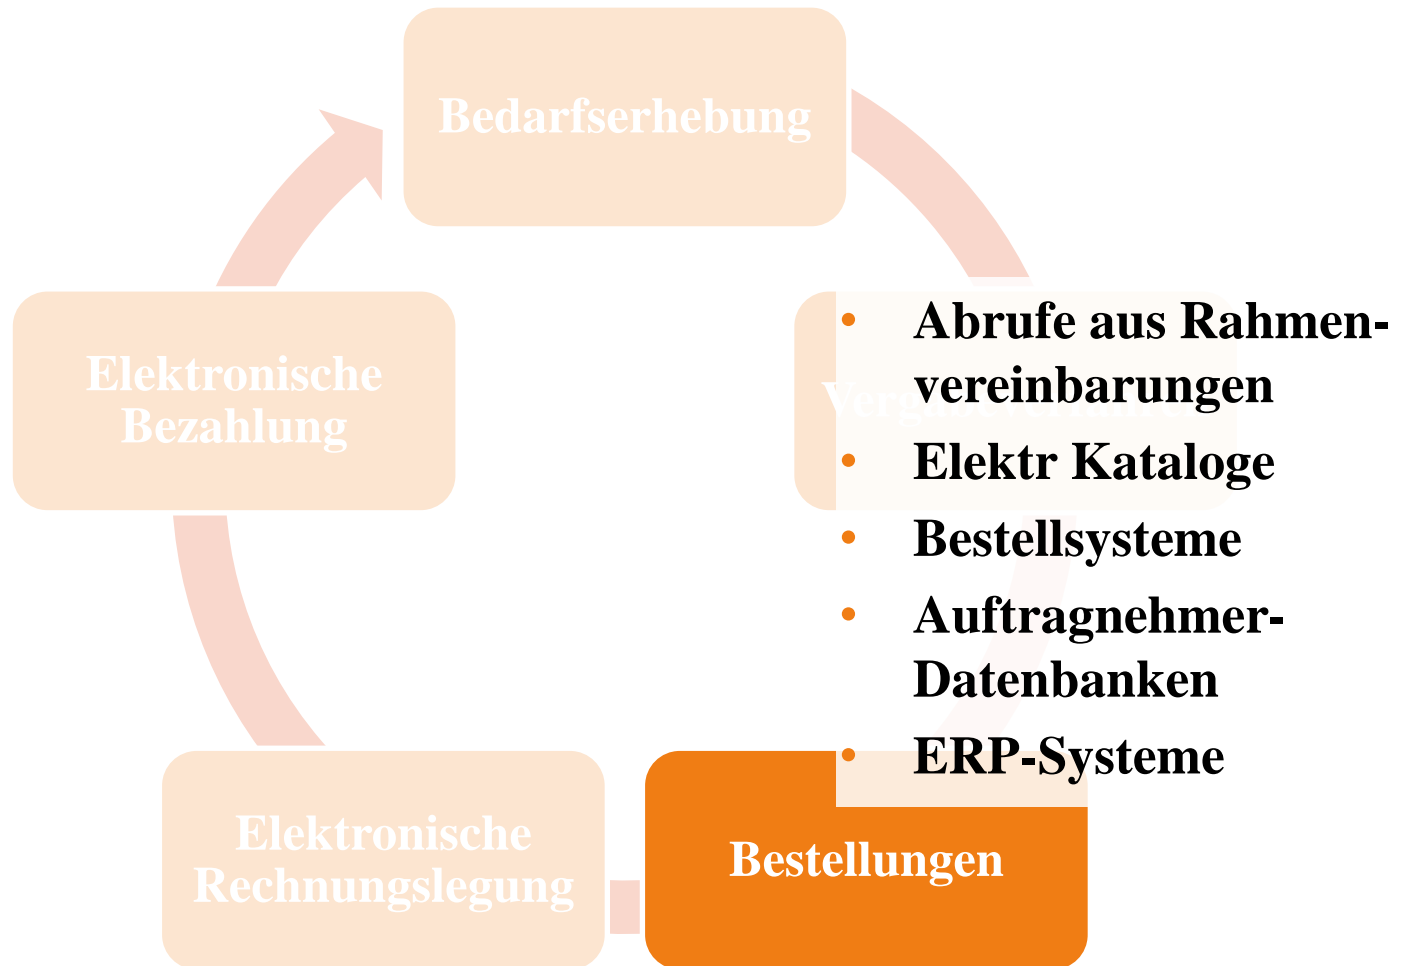 Bedarfserhebung
Elektronische
Bezahlung
• Abrufe aus Rahmen-
vereinbarungen
• Elektr Kataloge
• Bestellsysteme
• Auftragnehmer-
Datenbanken
• ERP-Systeme
Elektronische
Rechnungslegung
Bestellungen